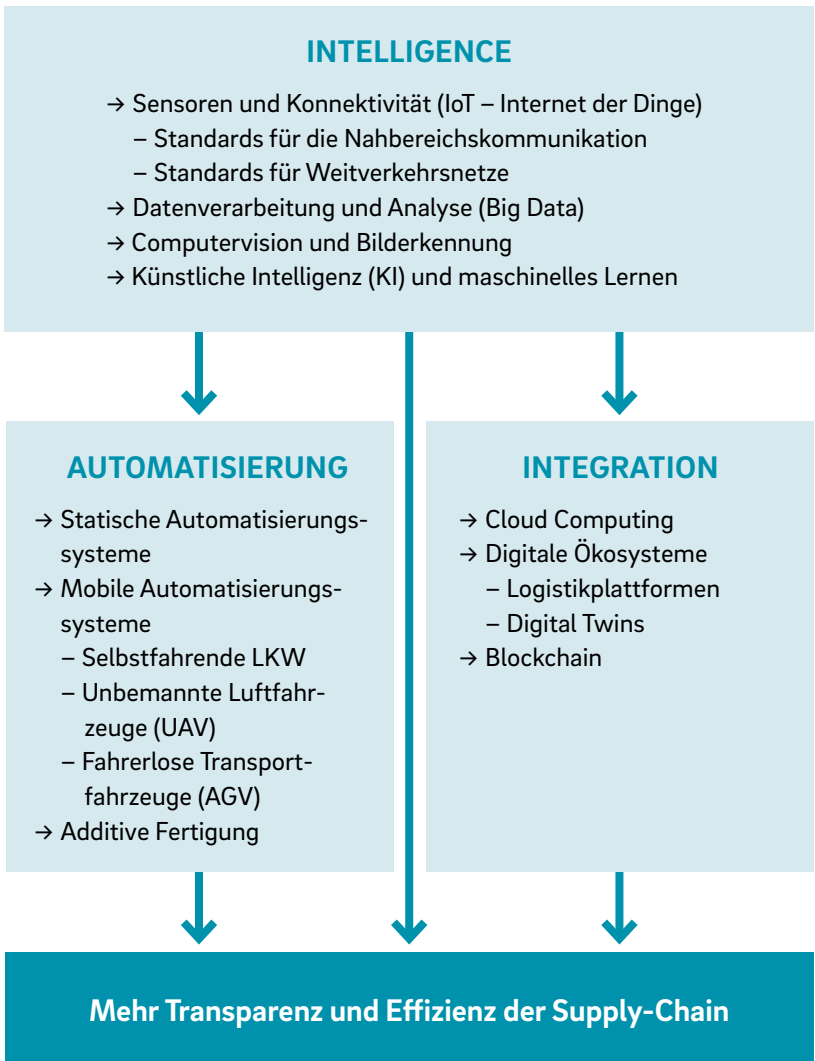 INTELLIGENCE
→ Sensoren und Konnektivität (IoT – Internet der Dinge)
– Standards für die Nahbereichskommunikation
– Standards für Weitverkehrsnetze
→ Datenverarbeitung und Analyse (Big Data)
→ Computervision und Bilderkennung
→ Künstliche Intelligenz (KI) und maschinelles Lernen
AUTOMATISIERUNG
→ Statische Automatisierungs-
systeme
→ Mobile Automatisierungs-
systeme
– Selbstfahrende LKW
– Unbemannte Luftfahr-
zeuge (UAV)
– Fahrerlose Transport-
fahrzeuge (AGV)
→ Additive Fertigung
INTEGRATION
→ Cloud Computing
→ Digitale Ökosysteme
– Logistikplattformen
– Digital Twins
→ Blockchain
Mehr Transparenz und Effizienz der Supply-Chain